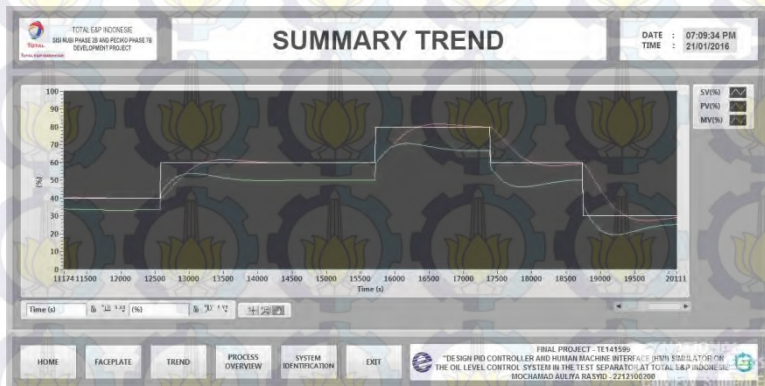 TOTAL E&P INDONESIE
SISI NUBI PHASE 2B AND PECIKO PHASE 7B
DEVELOPMENT PROJECT
TOTAL
SUMMARY TREND
DATE : 07:09:34 PM
TIME : 21/01/2016
SV(%)
PV(%)
MV(%)
100
90
80
70
60
50
40
30
20
10
0
(%)
11174 11500 12000 12500 13000 13500 14000 14500 15000 15500 16000 16500 17000 17500 18000 18500 19000 19500 20111
Time (s)
Time (s)
(%)
HOME
FACEPLATE
TREND
PROCESS OVERVIEW
SYSTEM IDENTIFICATION
EXIT
FINAL PROJECT - TE141599
"DESIGN PID CONTROLLER AND HUMAN MACHINE INTERFACE (HMI) SIMULATOR ON
THE OIL LEVEL CONTROL SYSTEM IN THE TEST SEPARATOR AT TOTAL E&P INDONESIE"
MOCHAMAD AULIYA RASYID - 2212106200